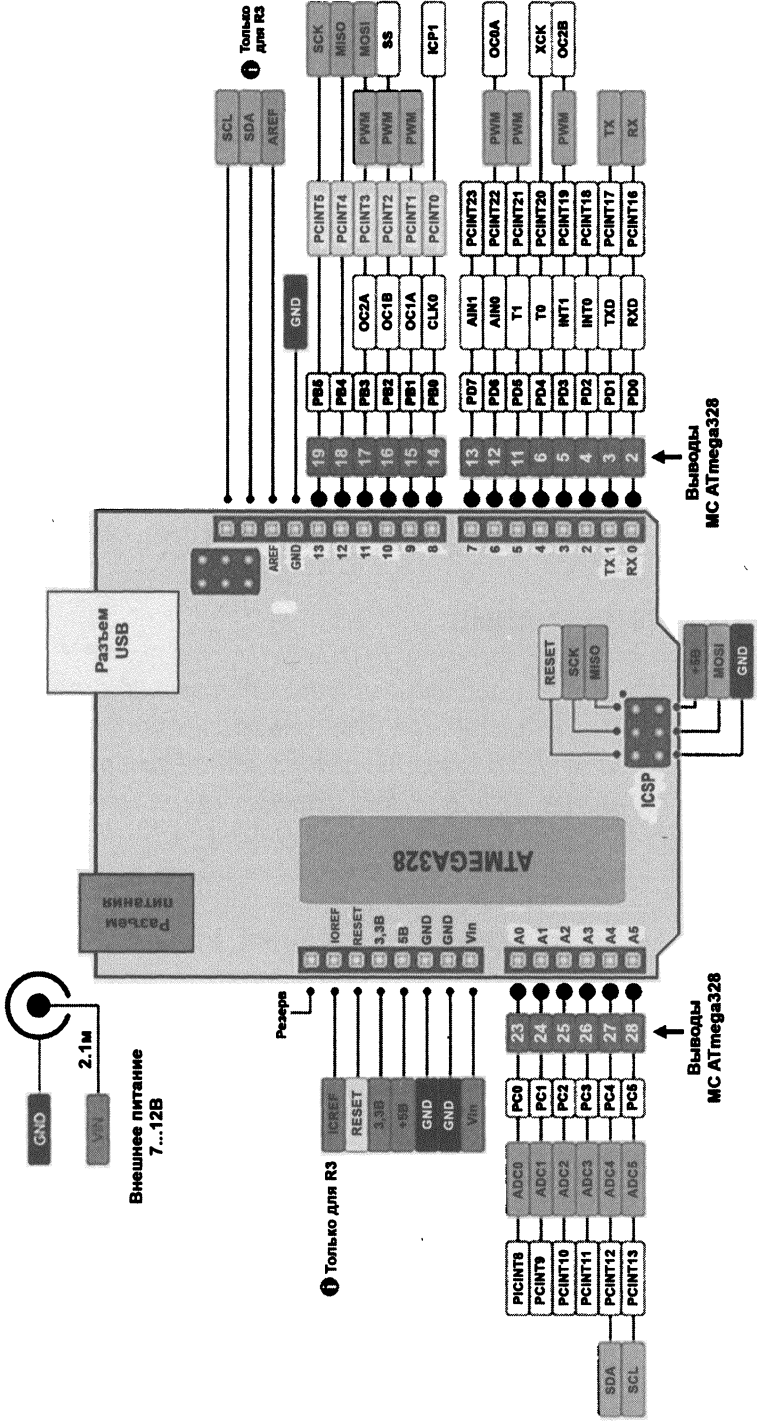 GND
VIN
2.1м
Внешнее питание
7...12В
Разъем
питания
Разъем
USB
i Только
для R3
SCL
SDA
AREF
GND
SCK
MISO
MOSI
SS
ICP1
PWM
PWM
PWM
PCINT5
PCINT4
PCINT3
PCINT2
PCINT1
PCINT0
OC2A
OC1B
OC1A
CLK0
PB5
PB4
PB3
PB2
PB1
PB0
19
18
17
16
15
14
OC0A
XCK
OC2B
PWM
PWM
PWM
TX
RX
PCINT23
PCINT22
PCINT21
PCINT20
PCINT19
PCINT18
PCINT17
PCINT16
AIN1
AIN0
T1
T0
INT1
INT0
TXD
RXD
PD7
PD6
PD5
PD4
PD3
PD2
PD1
PD0
13
12
11
6
5
4
3
2
Выводы
МС ATmega328
AREF
GND
13
12
11
10
9
8
7
6
5
4
3
2
TX 1
RX 0
RESET
SCK
MISO
+5В
MOSI
GND
ICSP
ATMEGA328
IOREF
RESET
3,3В
5В
GND
GND
Vin
A0
A1
A2
A3
A4
A5
Резерв
ICREF
RESET
3,3В
+5В
GND
GND
Vin
i Только для R3
23
24
25
26
27
28
Выводы
МС ATmega328
PC0
PC1
PC2
PC3
PC4
PC5
ADC0
ADC1
ADC2
ADC3
ADC4
ADC5
PICINT8
PCINT9
PCINT10
PCINT11
PCINT12
PCINT13
SDA
SCL